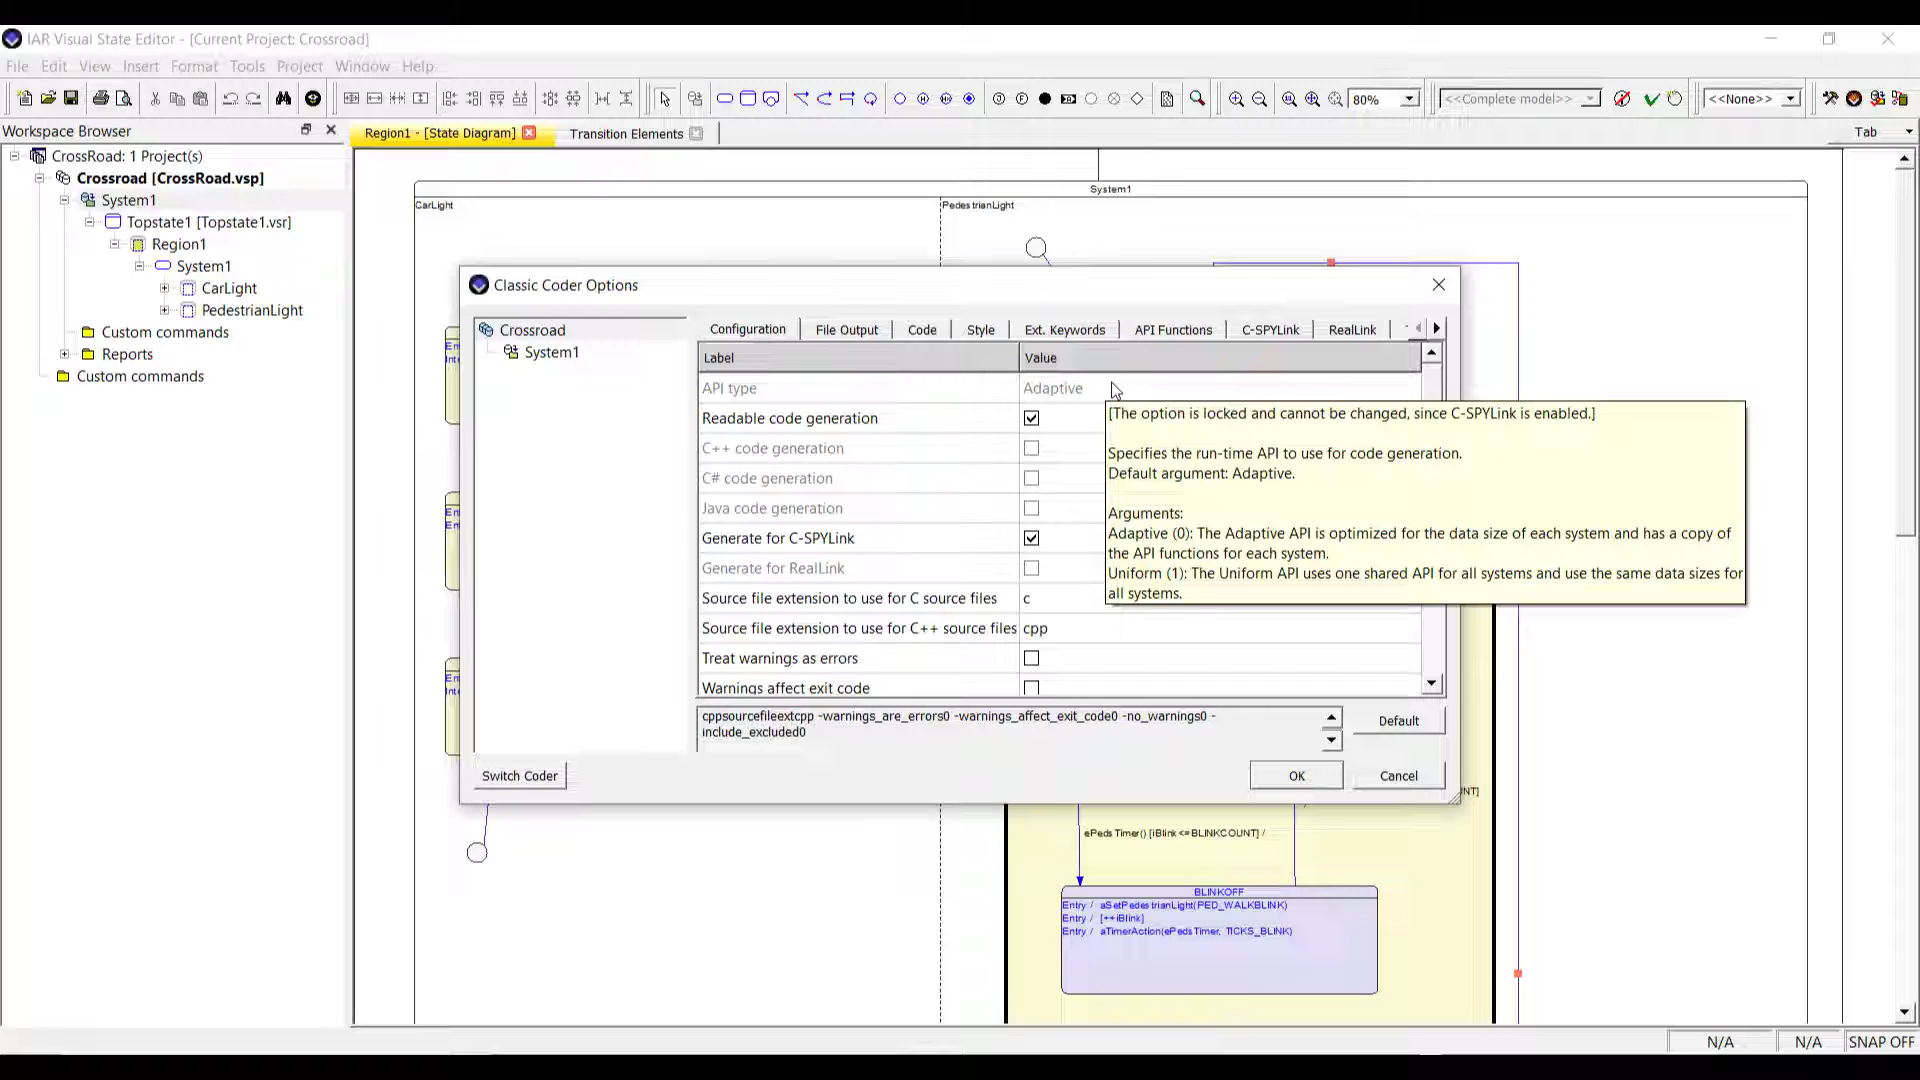 IAR Visual State Editor - [Current Project: Crossroad]
File Edit View Insert Format Tools Project Window Help
80%
<<Complete model>>
<<None>>
Workspace Browser
Region1 - [State Diagram]
Transition Elements
Tab
CrossRoad: 1 Project(s)
Crossroad [CrossRoad.vsp]
System1
Topstate1 [Topstate1.vsr]
Region1
System1
CarLight
PedestrianLight
Custom commands
Reports
Custom commands
System1
CarLight
PedestrianLight
Classic Coder Options
Crossroad
System1
Configuration
File Output
Code
Style
Ext. Keywords
API Functions
C-SPYLink
RealLink
Label
Value
API type
Adaptive
Readable code generation
C++ code generation
C# code generation
Java code generation
Generate for C-SPYLink
Generate for RealLink
Source file extension to use for C source files
c
Source file extension to use for C++ source files
cpp
Treat warnings as errors
Warnings affect exit code
[The option is locked and cannot be changed, since C-SPYLink is enabled.]
Specifies the run-time API to use for code generation.
Default argument: Adaptive.
Arguments:
Adaptive (0): The Adaptive API is optimized for the data size of each system and has a copy of
the API functions for each system.
Uniform (1): The Uniform API uses one shared API for all systems and use the same data sizes for
all systems.
cppsourcefileextcpp -warnings_are_errors0 -warnings_affect_exit_code0 -no_warnings0 -
include_excluded0
Default
Switch Coder
OK
Cancel
ePedsTimer() [iBlink <=BLINKCOUNT] /
BLINKOFF
Entry / aSetPedestrianLight(PED_WALKBLINK)
Entry / [++iBlink]
Entry / aTimerAction(ePedsTimer, TICKS_BLINK)
N/A
N/A
SNAP OFF